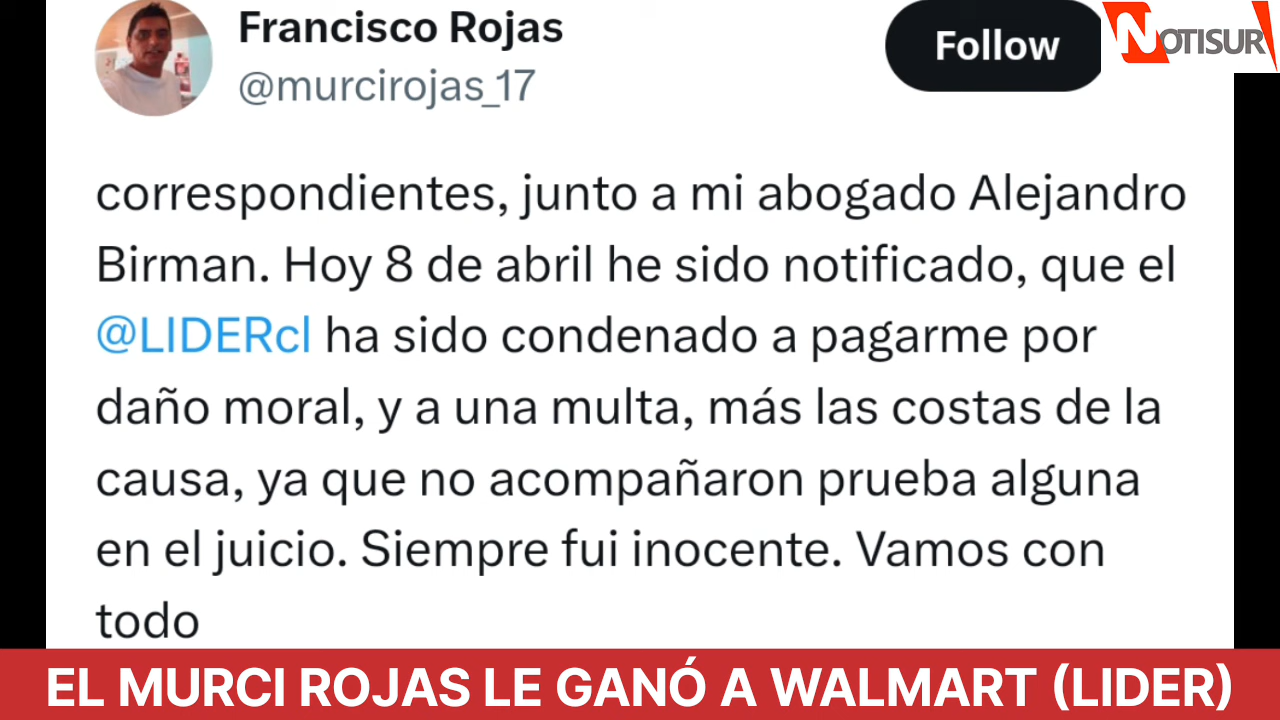 Francisco Rojas
@murcirojas_17
Follow
NOTISUR
correspondientes, junto a mi abogado Alejandro
Birman. Hoy 8 de abril he sido notificado, que el
@LIDERcl ha sido condenado a pagarme por
daño moral, y a una multa, más las costas de la
causa, ya que no acompañaron prueba alguna
en el juicio. Siempre fui inocente. Vamos con
todo
EL MURCI ROJAS LE GANÓ A WALMART (LIDER)